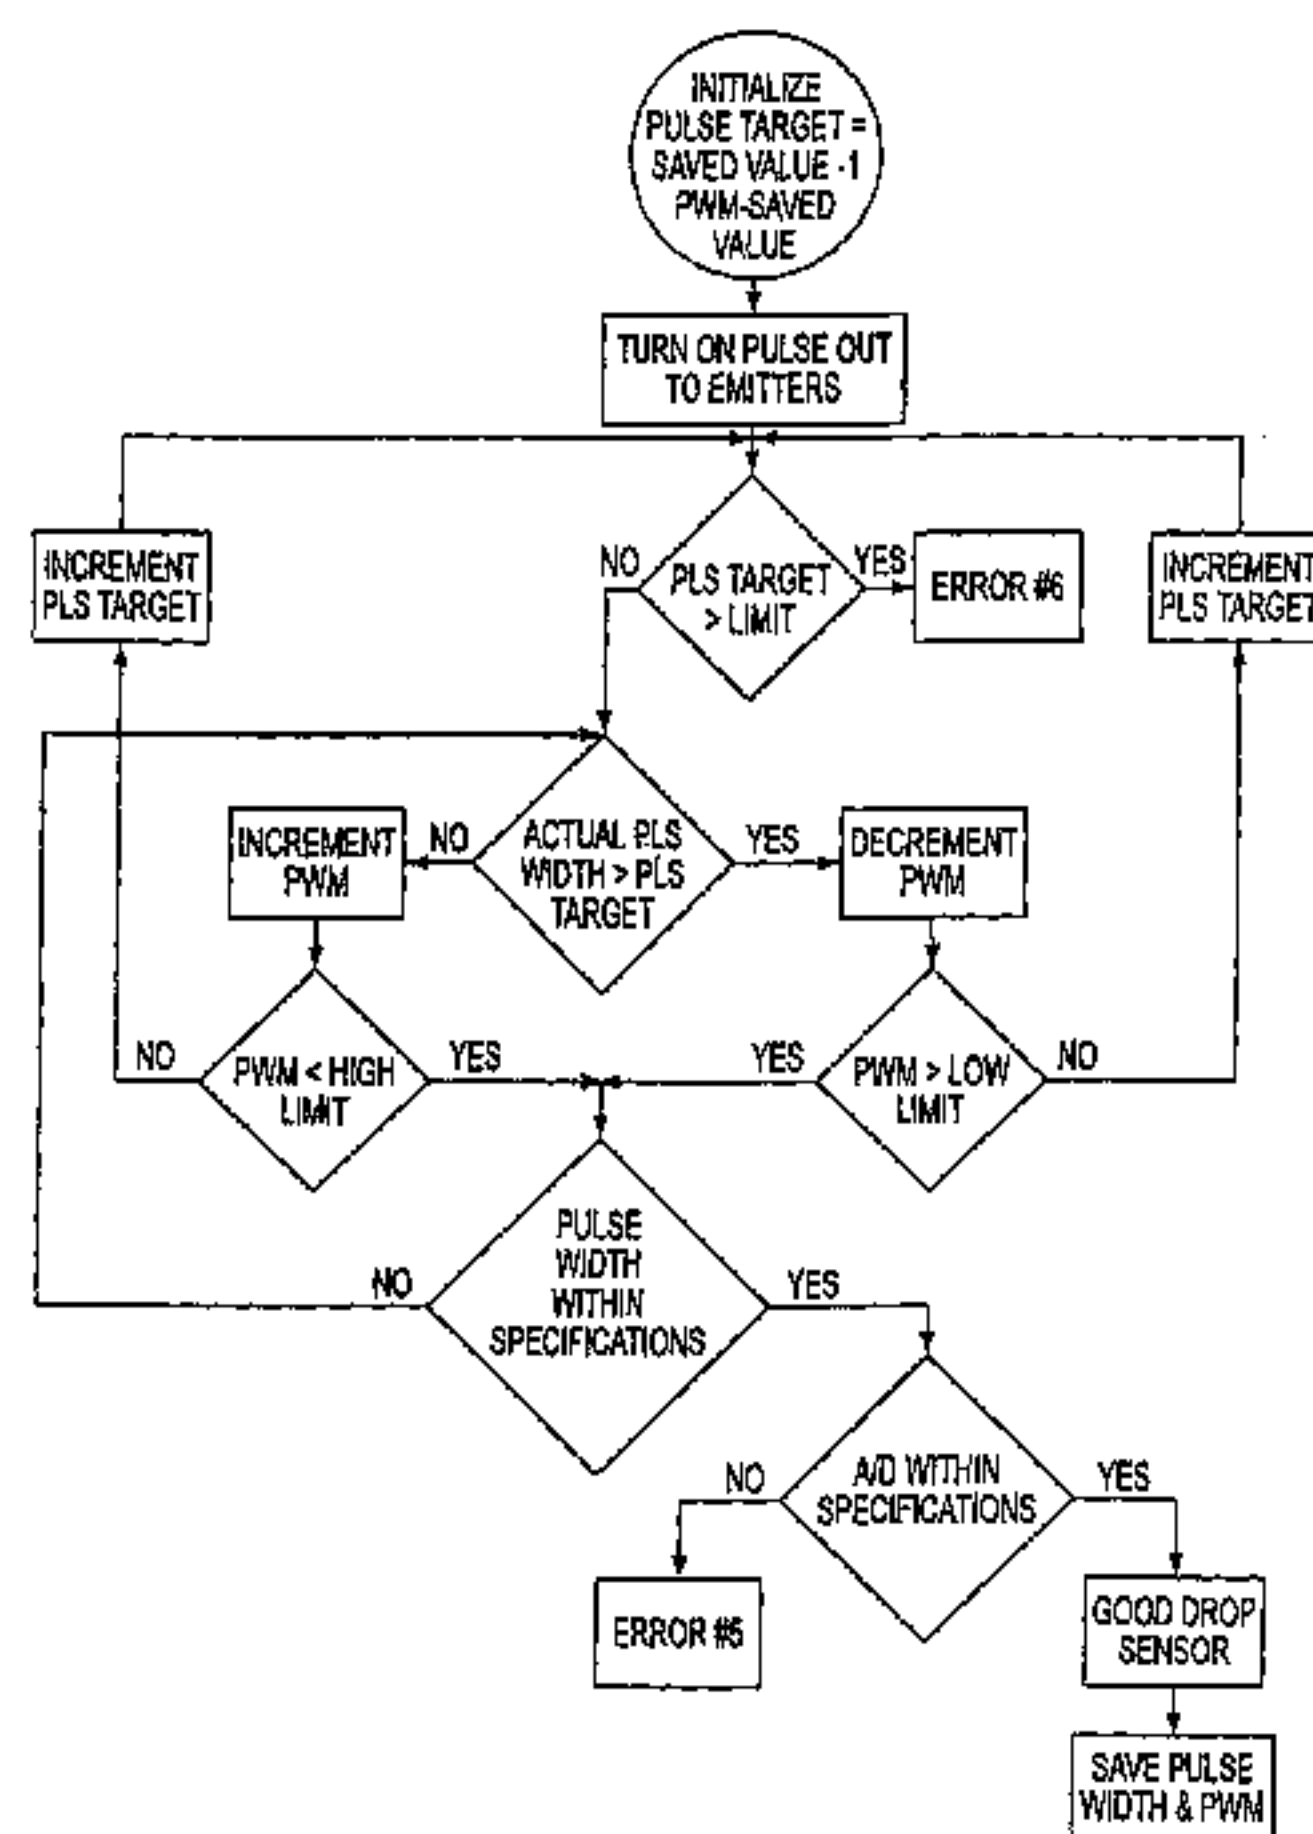 INITIALIZE
PULSE TARGET =
SAVED VALUE -1
PWM-SAVED
VALUE
TURN ON PULSE OUT
TO EMITTERS
INCREMENT
PLS TARGET
NO
PLS TARGET
> LIMIT
YES
ERROR #6
INCREMENT
PLS TARGET
INCREMENT
PWM
NO
ACTUAL PLS
WIDTH > PLS
TARGET
YES
DECREMENT
PWM
NO
PWM < HIGH
LIMIT
YES
YES
PWM > LOW
LIMIT
NO
NO
PULSE
WIDTH
WITHIN
SPECIFICATIONS
YES
NO
A/D WITHIN
SPECIFICATIONS
YES
ERROR #5
GOOD DROP
SENSOR
SAVE PULSE
WIDTH & PWM